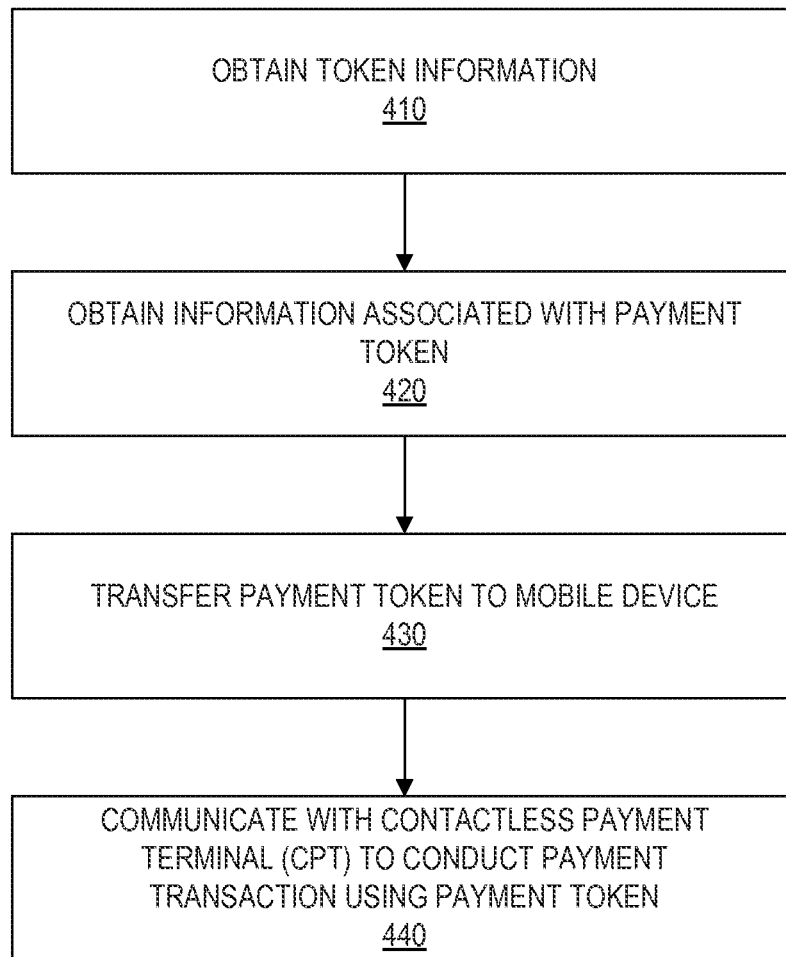 OBTAIN TOKEN INFORMATION
410
OBTAIN INFORMATION ASSOCIATED WITH PAYMENT
TOKEN
420
TRANSFER PAYMENT TOKEN TO MOBILE DEVICE
430
COMMUNICATE WITH CONTACTLESS PAYMENT
TERMINAL (CPT) TO CONDUCT PAYMENT
TRANSACTION USING PAYMENT TOKEN
440